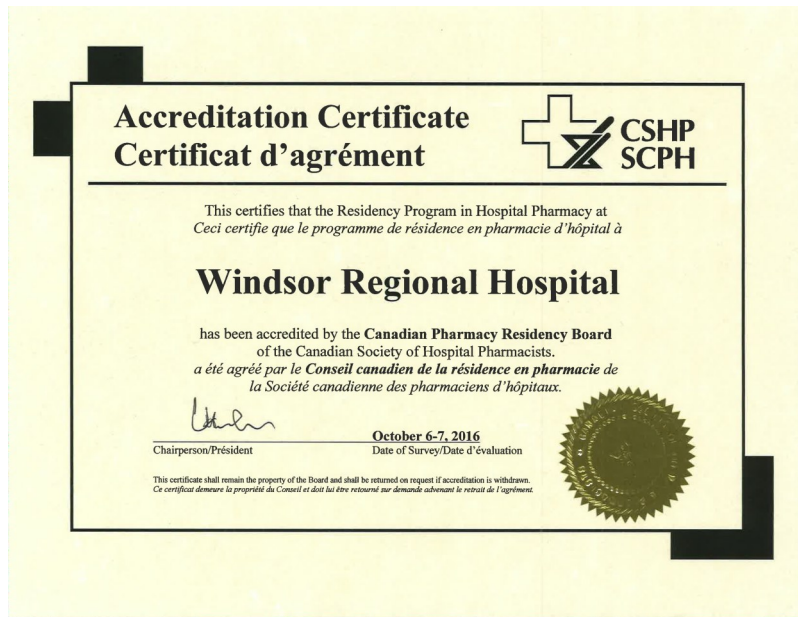 Accreditation Certificate
Certificat d'agrément
CSHP
SCPH
This certifies that the Residency Program in Hospital Pharmacy at
Ceci certifie que le programme de résidence en pharmacie d'hôpital à
Windsor Regional Hospital
has been accredited by the Canadian Pharmacy Residency Board
of the Canadian Society of Hospital Pharmacists.
a été agréé par le Conseil canadien de la résidence en pharmacie de
la Société canadienne des pharmaciens d'hôpitaux.
October 6-7, 2016
Chairperson/Président
Date of Survey/Date d'évaluation
This certificate shall remain the property of the Board and shall be returned on request if accreditation is withdrawn.
Ce certificat demeure la propriété du Conseil et doit lui être retourné sur demande advenant le retrait de l'agrément.